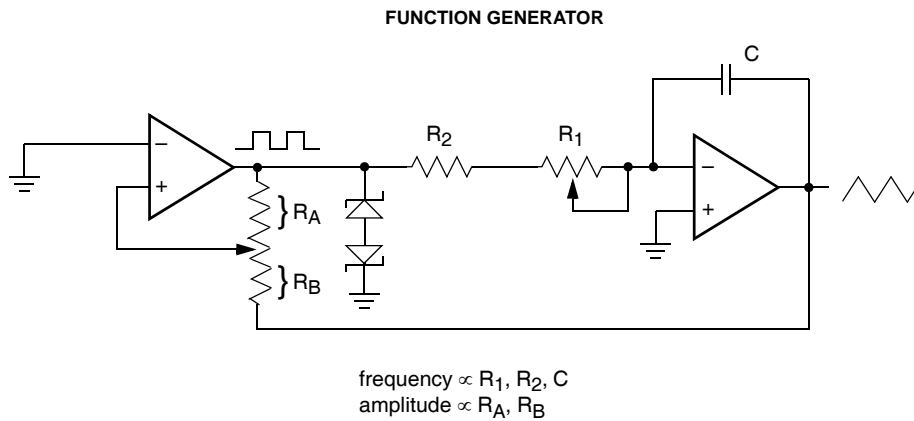 FUNCTION GENERATOR
C
R2
R1
−
+
RA
RB
−
+
frequency ∝ R1, R2, C
amplitude ∝ RA, RB